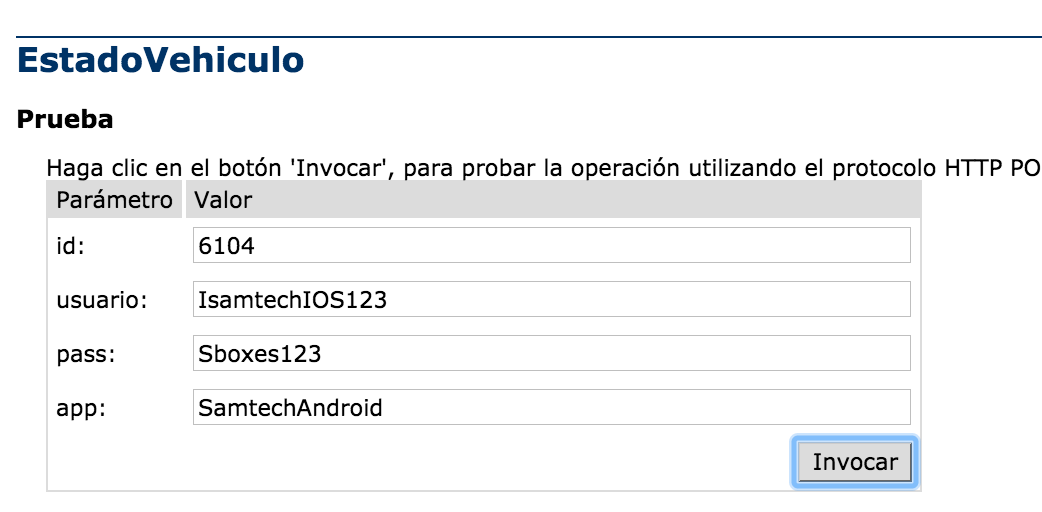 EstadoVehiculo
Prueba
Haga clic en el botón 'Invocar', para probar la operación utilizando el protocolo HTTP PO
Parámetro Valor
id: 6104
usuario: IsamtechIOS123
pass: Sboxes123
app: SamtechAndroid
Invocar